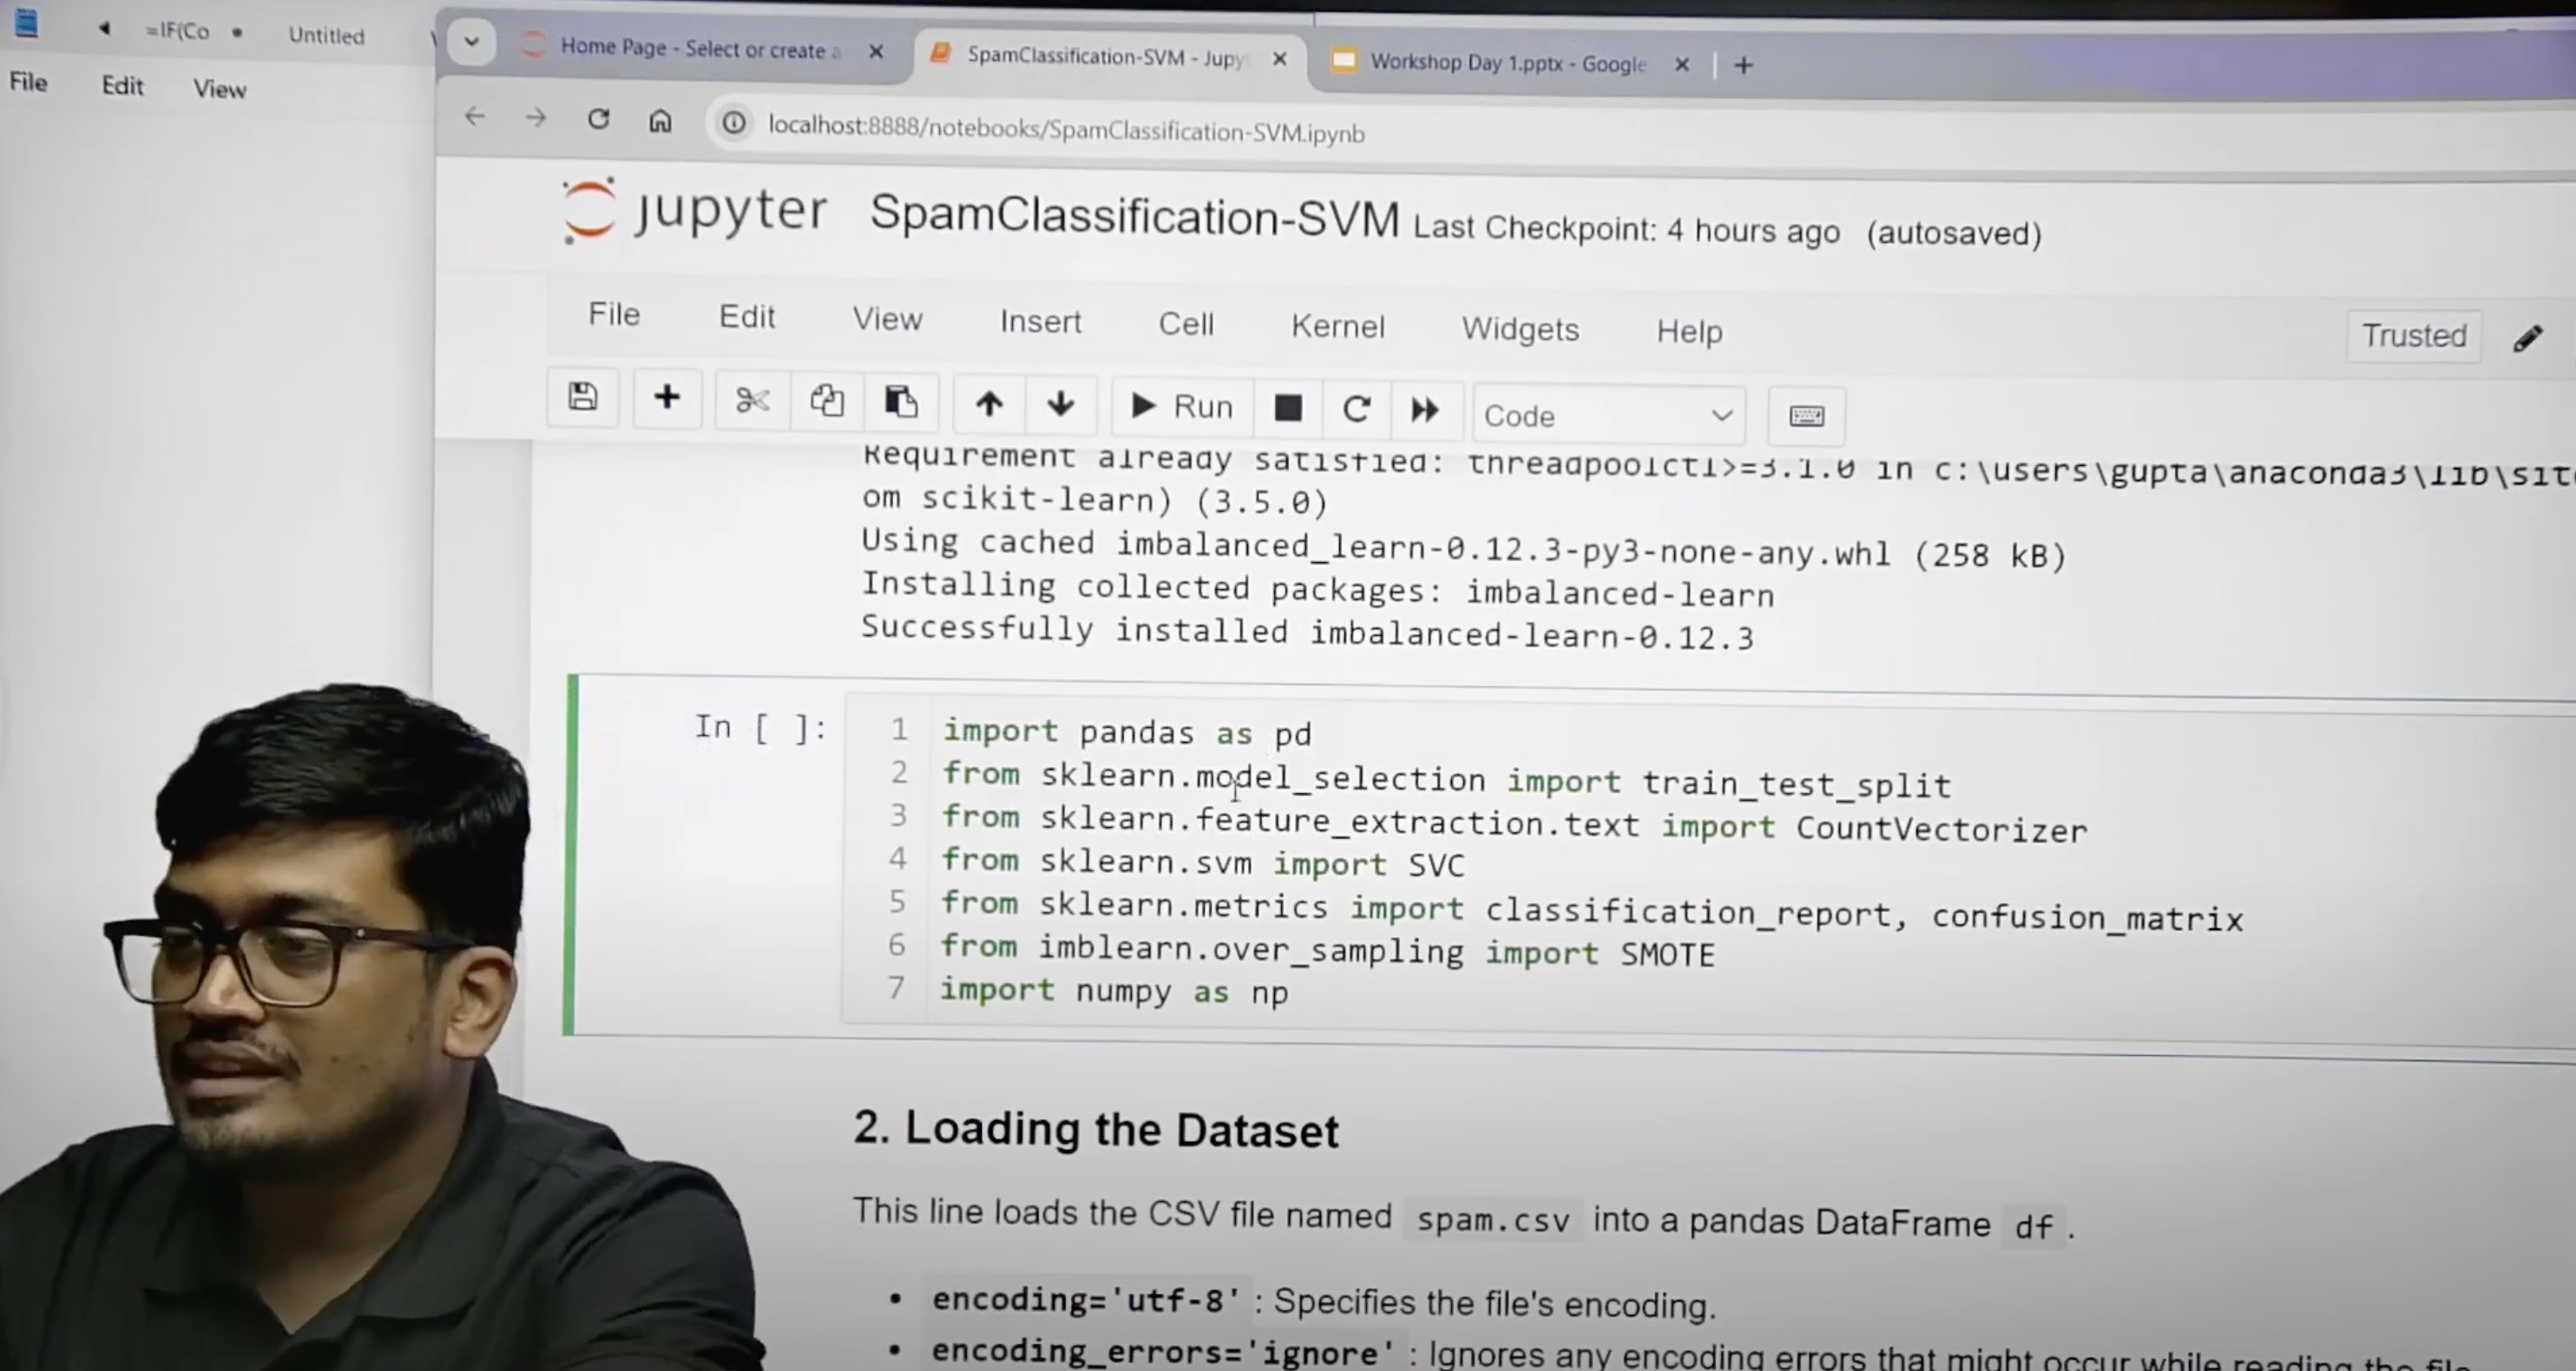 =IF(Co
Untitled
File Edit View
Home Page - Select or create a
SpamClassification-SVM - Jupyt
Workshop Day 1.pptx - Google
localhost:8888/notebooks/SpamClassification-SVM.ipynb
jupyter SpamClassification-SVM Last Checkpoint: 4 hours ago (autosaved)
File Edit View Insert Cell Kernel Widgets Help
Trusted
Run
Code
Requirement already satisfied: threadpoolctl>=3.1.0 in c:\users\gupta\anaconda3\lib\site
om scikit-learn) (3.5.0)
Using cached imbalanced_learn-0.12.3-py3-none-any.whl (258 kB)
Installing collected packages: imbalanced-learn
Successfully installed imbalanced-learn-0.12.3
In [ ]:
1 import pandas as pd
2 from sklearn.model_selection import train_test_split
3 from sklearn.feature_extraction.text import CountVectorizer
4 from sklearn.svm import SVC
5 from sklearn.metrics import classification_report, confusion_matrix
6 from imblearn.over_sampling import SMOTE
7 import numpy as np
2. Loading the Dataset
This line loads the CSV file named spam.csv into a pandas DataFrame df .
• encoding='utf-8' : Specifies the file's encoding.
• encoding_errors='ignore' : Ignores any encoding errors that might occur while reading the file